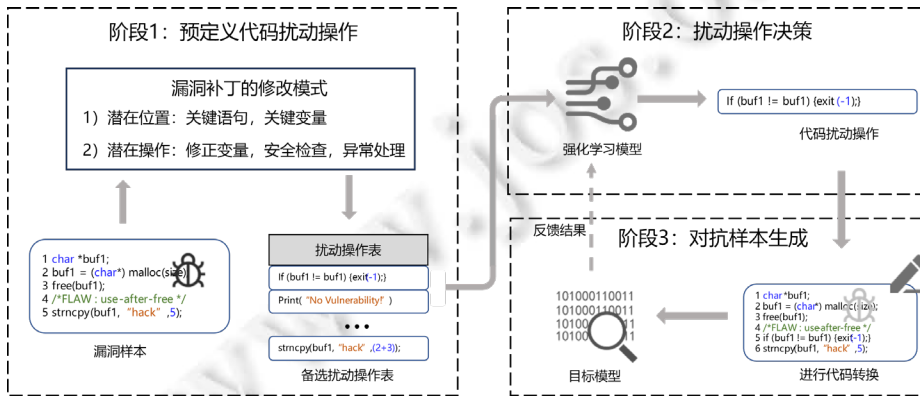 阶段1：预定义代码扰动操作
漏洞补丁的修改模式
1）潜在位置：关键语句，关键变量
2）潜在操作：修正变量，安全检查，异常处理
1 char *buf1;
2 buf1 = (char*) malloc(size)
3 free(buf1);
4 /*FLAW : use-after-free */
5 strncpy(buf1, "hack" ,5);
漏洞样本
扰动操作表
If (buf1 != buf1) {exit-1);}
Print( "No Vulnerability!' )
•••
strncpy(buf1, "hack" ,(2+3));
备选扰动操作表
阶段2：扰动操作决策
强化学习模型
If (buf1 != buf1) {exit (-1);}
代码扰动操作
反馈结果
阶段3：对抗样本生成
101000110011
101000110011
目标模型
1 char *buf1;
2 buf1 = (char*) malloc(size);
3 free(buf1);
4 /*FLAW : useafter-free */
5 if (buf1 != buf1) {exit-1);}
6 strncpy(buf1, "hack" ,5);
进行代码转换